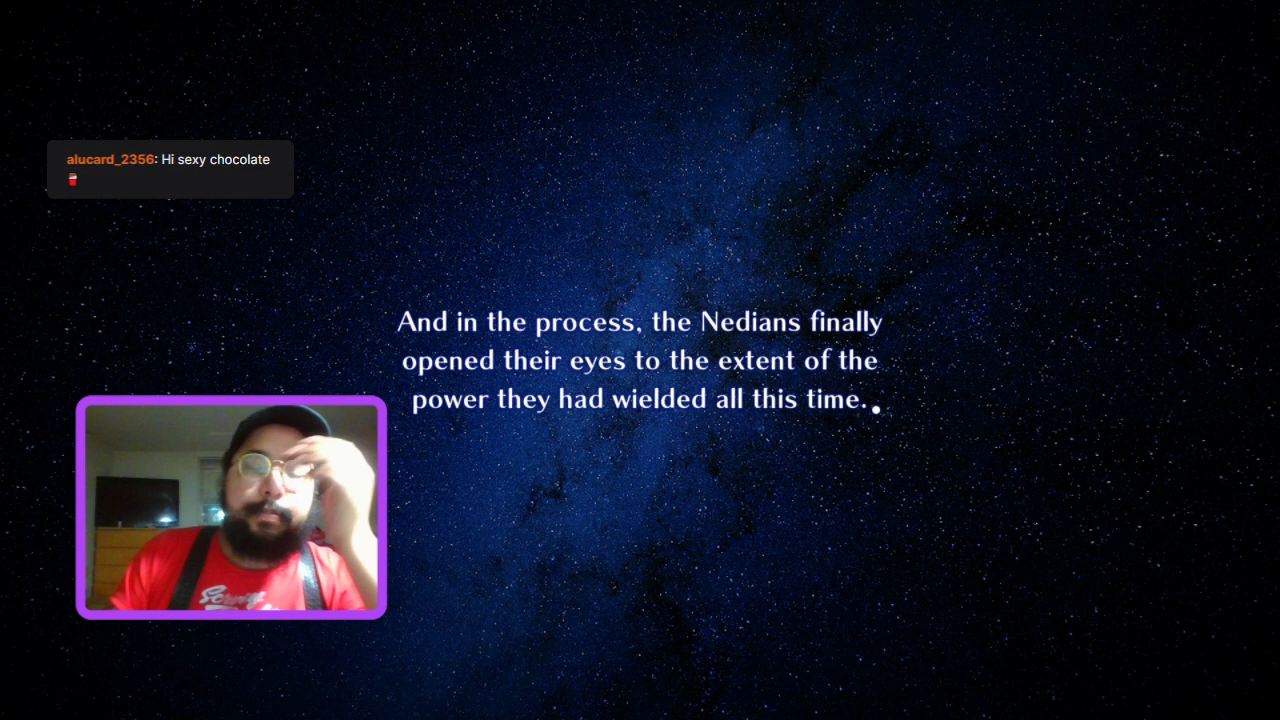 alucard_2356: Hi sexy chocolate
And in the process, the Nedians finally
opened their eyes to the extent of the
power they had wielded all this time.